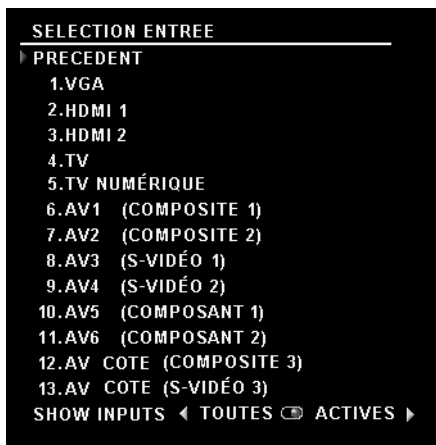 SELECTION ENTREE
PRECEDENT
1.VGA
2.HDMI 1
3.HDMI 2
4.TV
5.TV NUMÉRIQUE
6.AV1 (COMPOSITE 1)
7.AV2 (COMPOSITE 2)
8.AV3 (S-VIDÉO 1)
9.AV4 (S-VIDÉO 2)
10.AV5 (COMPOSANT 1)
11.AV6 (COMPOSANT 2)
12.AV COTE (COMPOSITE 3)
13.AV COTE (S-VIDÉO 3)
SHOW INPUTS TOUTES ACTIVES